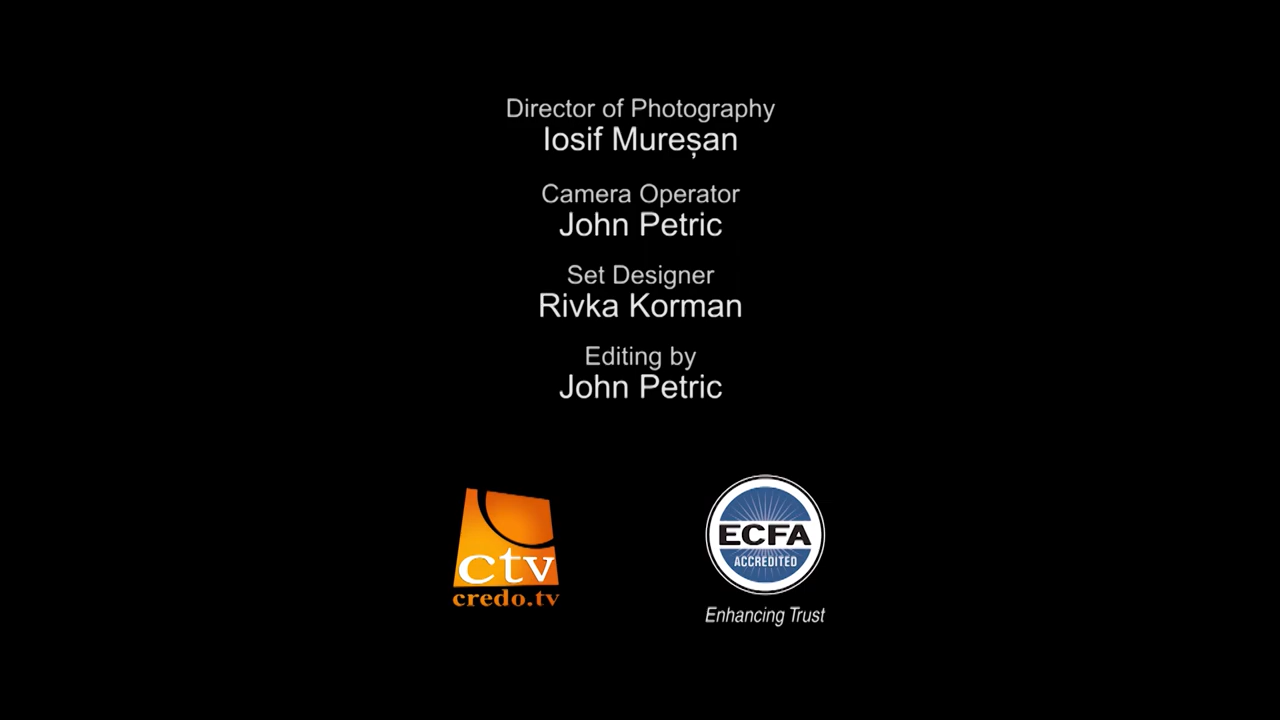 Director of Photography
Iosif Mureșan
Camera Operator
John Petric
Set Designer
Rivka Korman
Editing by
John Petric
ctv
credo.tv
ECFA
ACCREDITED
Enhancing Trust